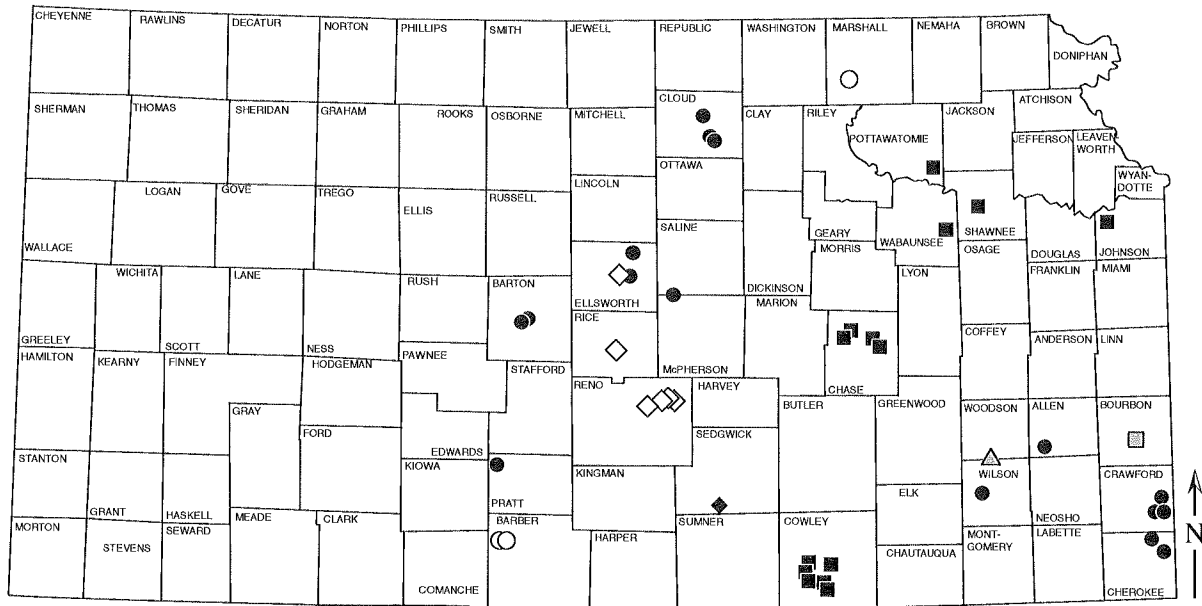 CHEYENNE
RAWLINS
DECATUR
NORTON
PHILLIPS
SMITH
JEWELL
REPUBLIC
WASHINGTON
MARSHALL
NEMAHA
BROWN
DONIPHAN
SHERMAN
THOMAS
SHERIDAN
GRAHAM
ROOKS
OSBORNE
MITCHELL
CLOUD
CLAY
RILEY
POTTAWATOMIE
JACKSON
ATCHISON
JEFFERSON
LEAVEN-
WORTH
WYAN-
DOTTE
WALLACE
LOGAN
GOVE
TREGO
ELLIS
RUSSELL
LINCOLN
OTTAWA
SALINE
DICKINSON
GEARY
MORRIS
WABAUNSEE
SHAWNEE
OSAGE
DOUGLAS
JOHNSON
GREELEY
WICHITA
SCOTT
LANE
NESS
RUSH
BARTON
ELLSWORTH
RICE
McPHERSON
MARION
CHASE
LYON
COFFEY
FRANKLIN
ANDERSON
MIAMI
LINN
HAMILTON
KEARNY
FINNEY
HODGEMAN
PAWNEE
STAFFORD
RENO
HARVEY
BUTLER
GREENWOOD
WOODSON
ALLEN
BOURBON
GRAY
FORD
EDWARDS
KIOWA
PRATT
KINGMAN
SEDGWICK
ELK
WILSON
NEOSHO
CRAWFORD
STANTON
GRANT
HASKELL
MORTON
STEVENS
SEWARD
MEADE
CLARK
COMANCHE
BARBER
HARPER
SUMNER
COWLEY
CHAUTAUQUA
MONT-
GOMERY
LABETTE
CHEROKEE
N